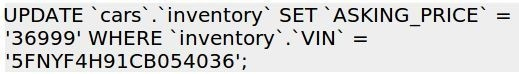 UPDATE `cars`.`inventory` SET `ASKING_PRICE` =
'36999' WHERE `inventory`.`VIN` =
'5FNYF4H91CB054036';